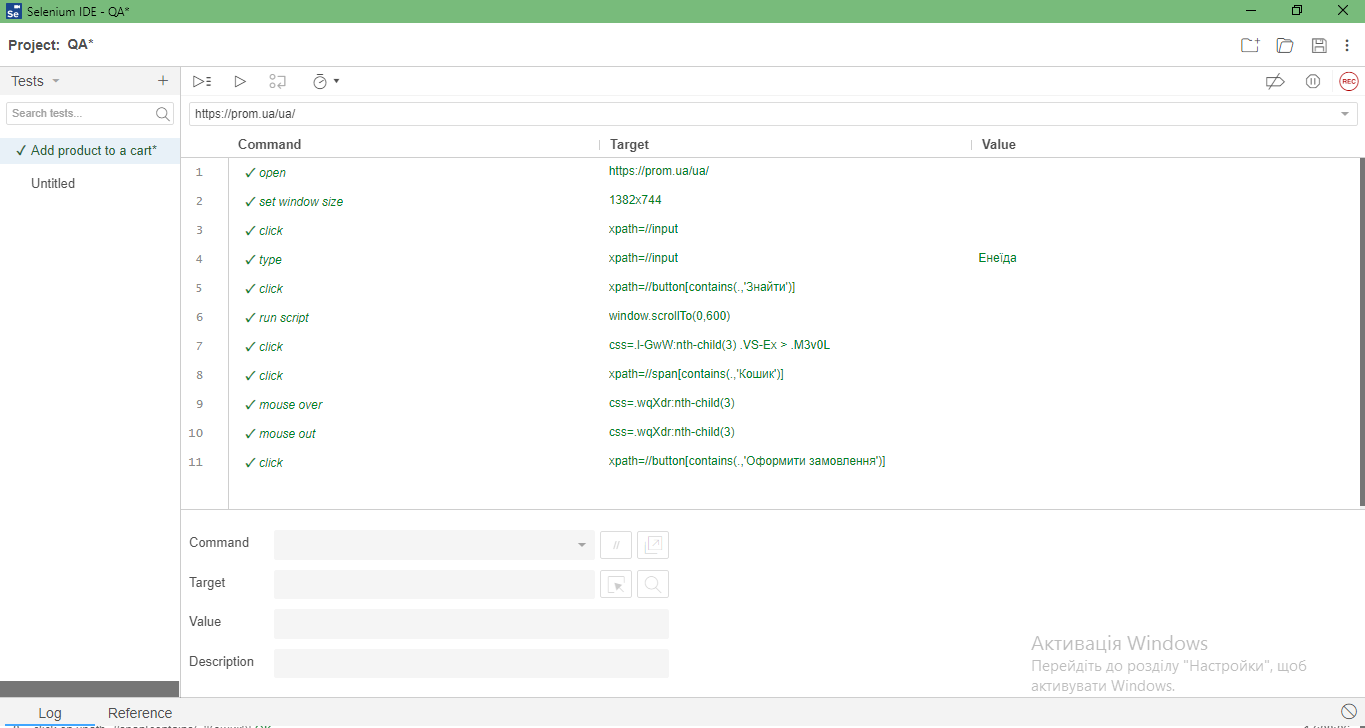 Selenium IDE - QA*
Project: QA*
Tests
Search tests...
✓ Add product to a cart*
Untitled
REC
https://prom.ua/ua/
Command Target Value
1 ✓ open https://prom.ua/ua/
2 ✓ set window size 1382x744
3 ✓ click xpath=//input
4 ✓ type xpath=//input Енеїда
5 ✓ click xpath=//button[contains(.,'Знайти')]
6 ✓ run script window.scrollTo(0,600)
7 ✓ click css=.l-GwW:nth-child(3) .VS-Ex > .M3v0L
8 ✓ click xpath=//span[contains(.,'Кошик')]
9 ✓ mouse over css=.wqXdr:nth-child(3)
10 ✓ mouse out css=.wqXdr:nth-child(3)
11 ✓ click xpath=//button[contains(.,'Оформити замовлення')]
Command //
Target
Value
Description
Активація Windows
Перейдіть до розділу "Настройки", щоб
активувати Windows.
Log Reference